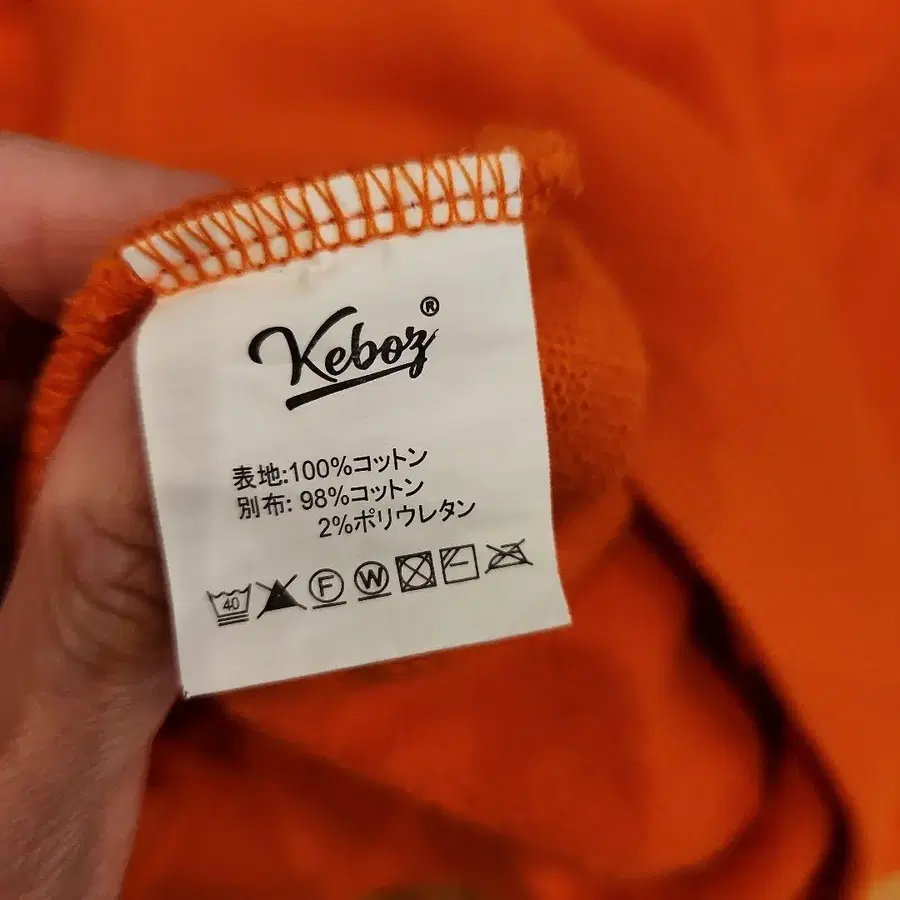 Keboz®
表地:100%コットン
別布: 98%コットン
2%ポリウレタン
40 F W